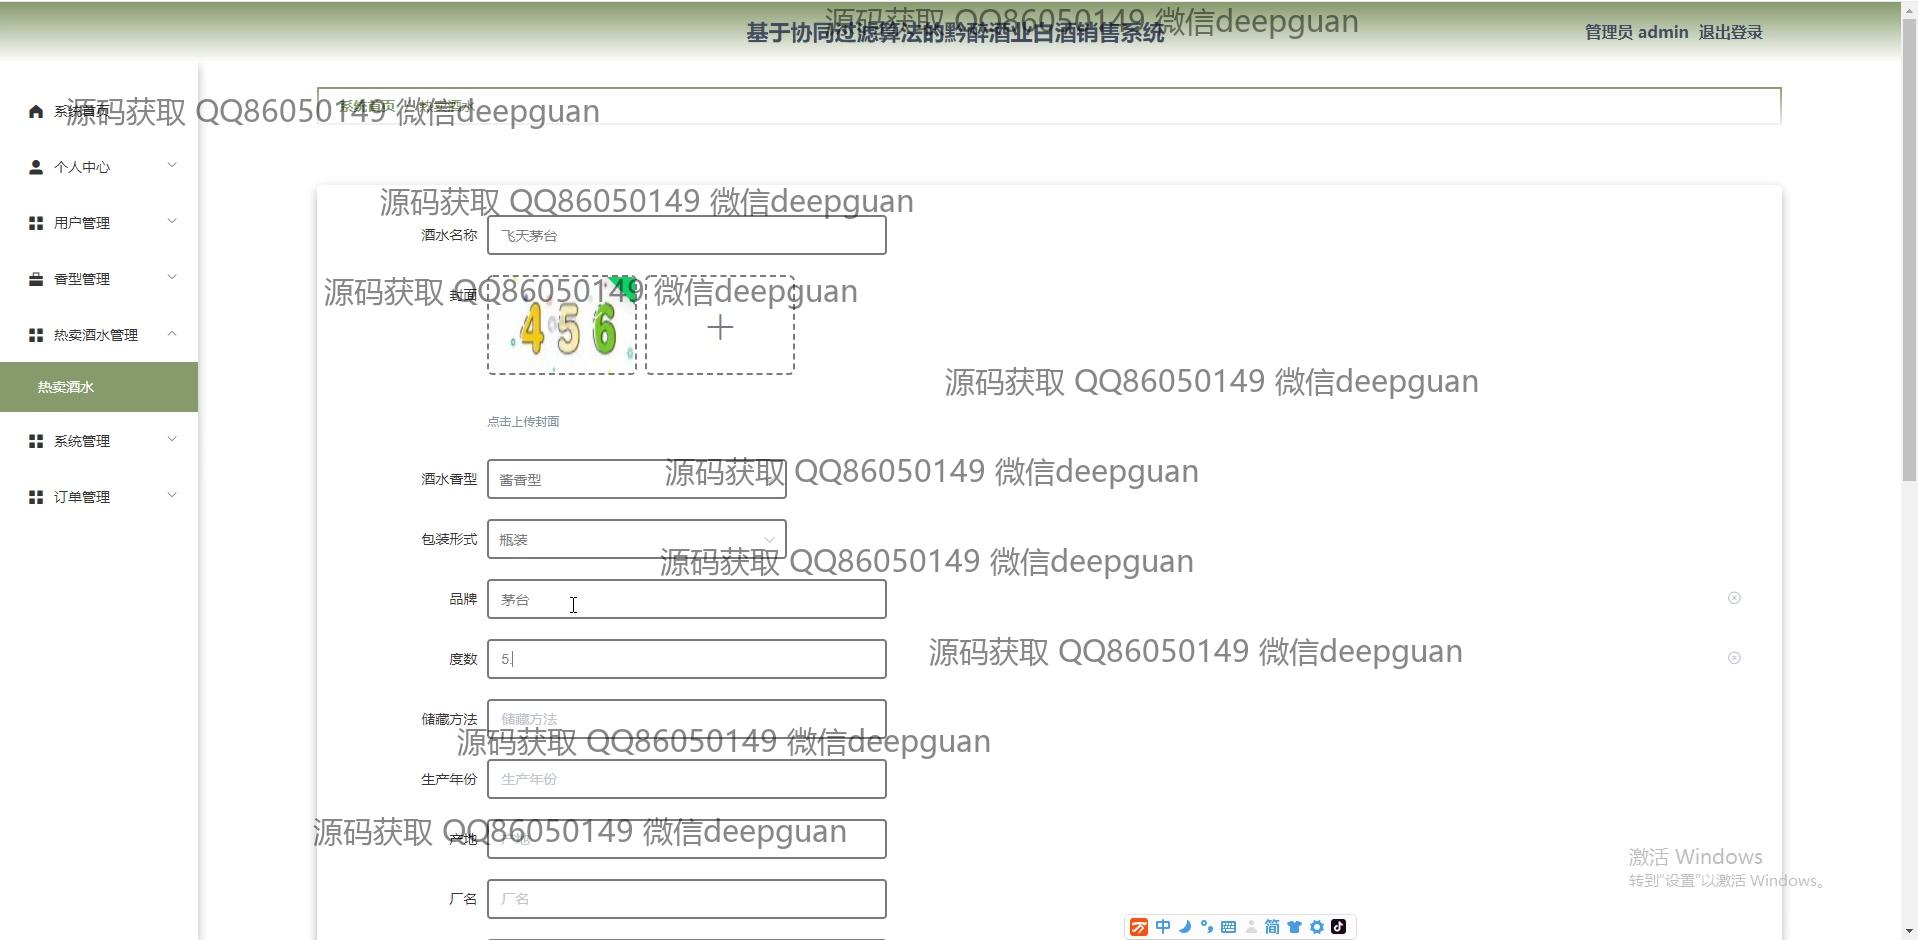 源码获取 QQ86050149 微信deepguan
基于协同过滤算法的黔醉酒业白酒销售系统
管理员 admin 退出登录
系统首页
源码获取 QQ86050149 微信deepguan
系统首页 热卖酒水
个人中心
用户管理
香型管理
热卖酒水管理
热卖酒水
系统管理
订单管理
源码获取 QQ86050149 微信deepguan
酒水名称 飞天茅台
源码获取 QQ86050149 微信deepguan
封面
456
源码获取 QQ86050149 微信deepguan
点击上传封面
酒水香型 酱香型
源码获取 QQ86050149 微信deepguan
包装形式 瓶装
源码获取 QQ86050149 微信deepguan
品牌 茅台
度数 5.
源码获取 QQ86050149 微信deepguan
储藏方法 储藏方法
源码获取 QQ86050149 微信deepguan
生产年份 生产年份
产地 产地
源码获取 QQ86050149 微信deepguan
厂名 厂名
激活 Windows
转到"设置"以激活 Windows。
中 简